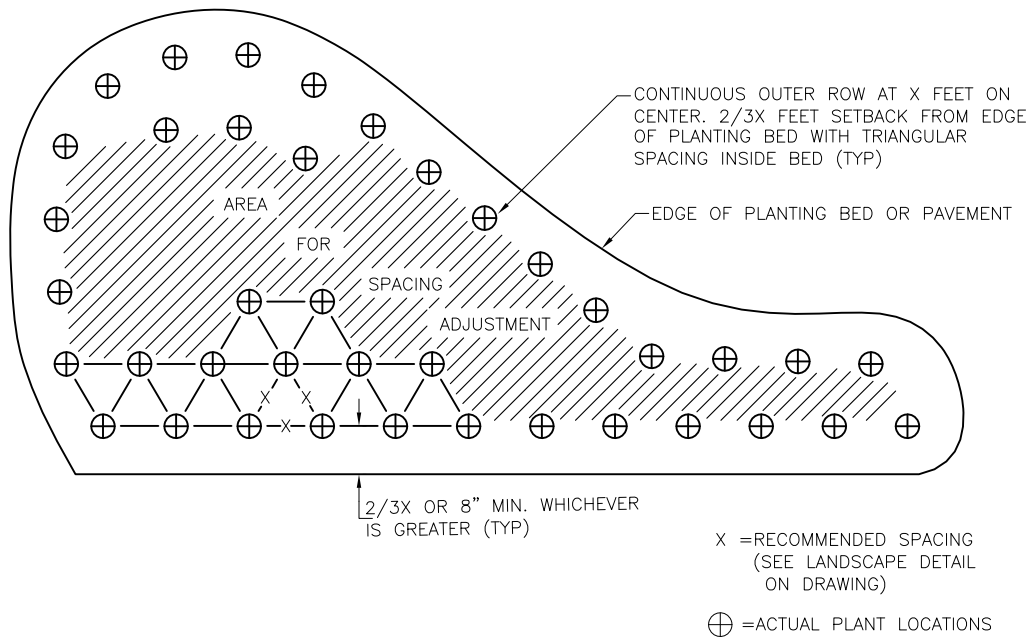 CONTINUOUS OUTER ROW AT X FEET ON
CENTER. 2/3X FEET SETBACK FROM EDGE
OF PLANTING BED WITH TRIANGULAR
SPACING INSIDE BED (TYP)
EDGE OF PLANTING BED OR PAVEMENT
AREA
FOR
SPACING
ADJUSTMENT
X X
X
2/3X OR 8” MIN. WHICHEVER
IS GREATER (TYP)
X =RECOMMENDED SPACING
(SEE LANDSCAPE DETAIL
ON DRAWING)
=ACTUAL PLANT LOCATIONS